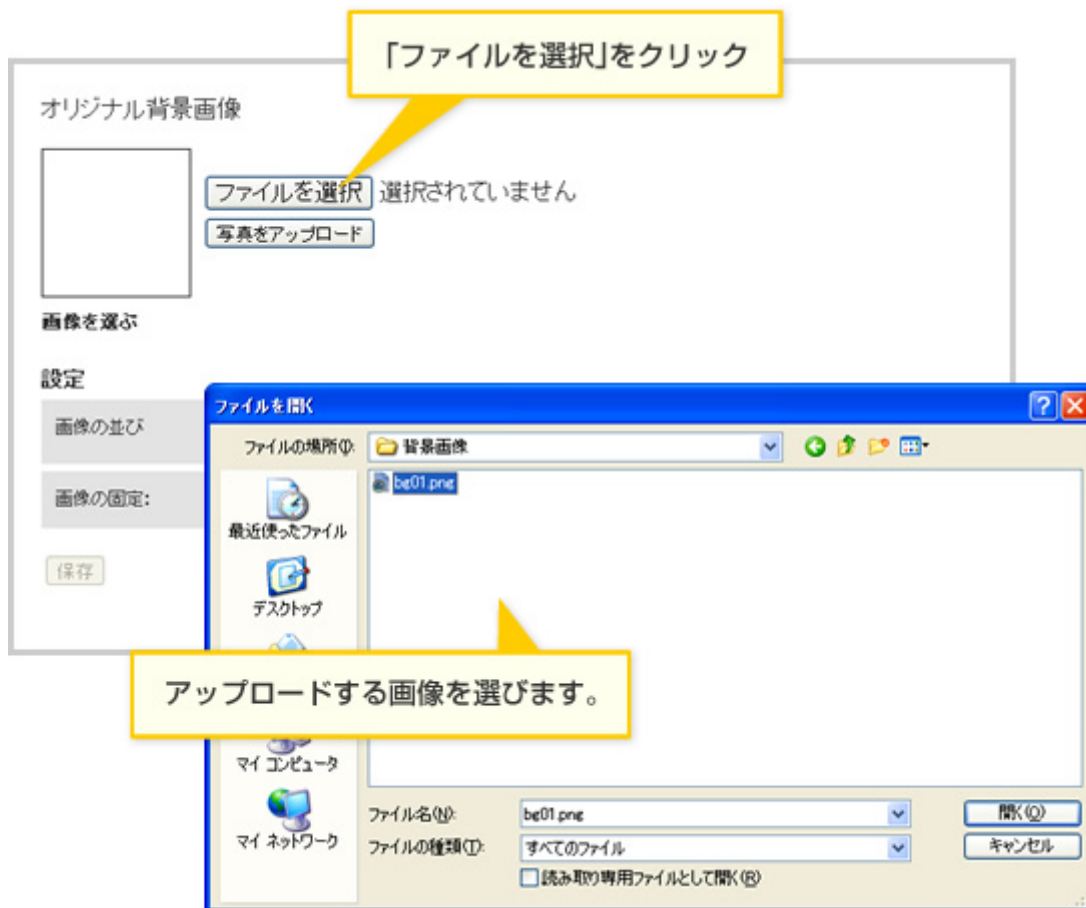 「ファイルを選択」をクリック
オリジナル背景画像
ファイルを選択 選択されていません
写真をアップロード
画像を選ぶ
設定
画像の並び
画像の固定:
保存
ファイルを開く
ファイルの場所(I):
背景画像
bg01.png
最近使ったファイル
デスクトップ
アップロードする画像を選びます。
マイ コンピュータ
マイ ネットワーク
ファイル名(N):
bg01.png
開く(O)
ファイルの種類(T):
すべてのファイル
キャンセル
読み取り専用ファイルとして開く(R)